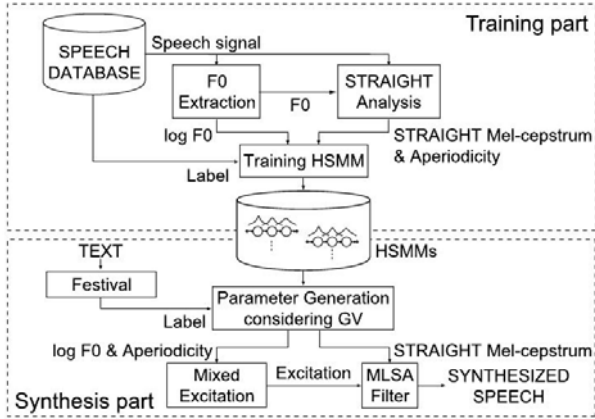 Training part
Speech signal
SPEECH
DATABASE
F0
Extraction
F0
STRAIGHT
Analysis
log F0
STRAIGHT Mel-cepstrum
& Aperiodicity
Training HSMM
Label
HSMMs
TEXT
Festival
Label
Parameter Generation
considering GV
log F0 & Aperiodicity
STRAIGHT Mel-cepstrum
Mixed
Excitation
Excitation
MLSA
Filter
SYNTHESIZED
SPEECH
Synthesis part